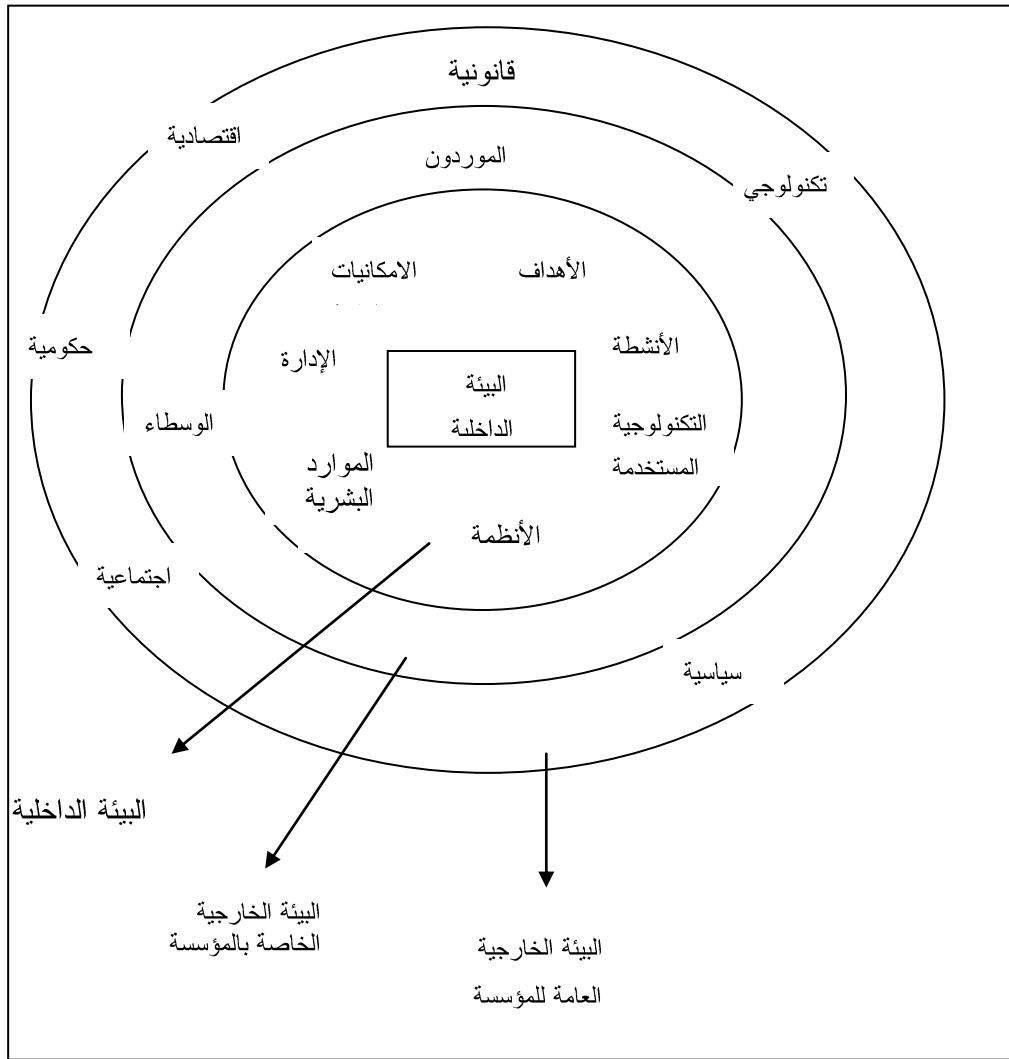 قانونية
اقتصادية
الموردون
تكنولوجي
الأهداف
الامكانيات
الأنشطة
حكومية
الإدارة
البيئة
الداخلية
التكنولوجية
الوسطاء
المستخدمة
الموارد
البشرية
الأنظمة
اجتماعية
سياسية
البيئة الداخلية
البيئة الخارجية
الخاصة بالمؤسسة
البيئة الخارجية
العامة للمؤسسة